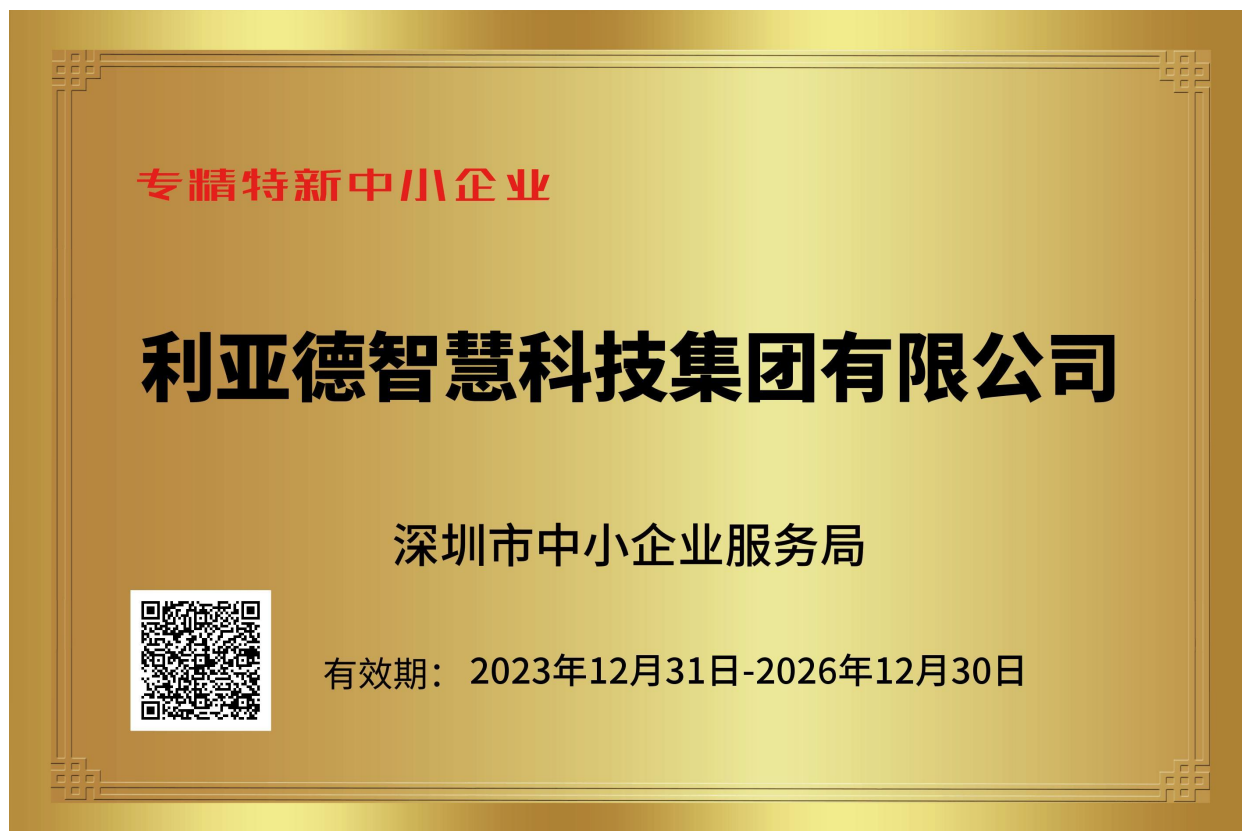 专精特新中小企业
利亚德智慧科技集团有限公司
深圳市中小企业服务局
有效期：2023年12月31日-2026年12月30日